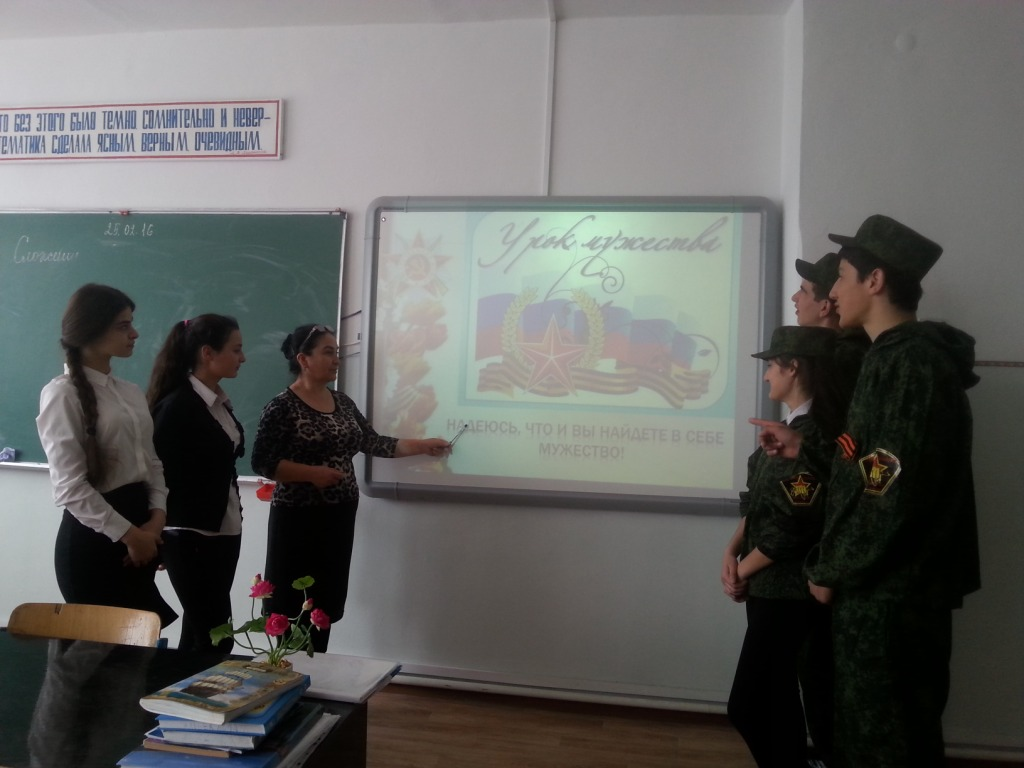 ТО БЕЗ ЭТОГО БЫЛО ТЕМНО СОМНИТЕЛЬНО И НЕВЕР-
ТЕМАТИКА СДЕЛАЛА ЯСНЫМ ВЕРНЫМ ОЧЕВИДНЫМ
28.01.16
Урок мужества
НАДЕЮСЬ, ЧТО И ВЫ НАЙДЕТЕ В СЕБЕ
МУЖЕСТВО!